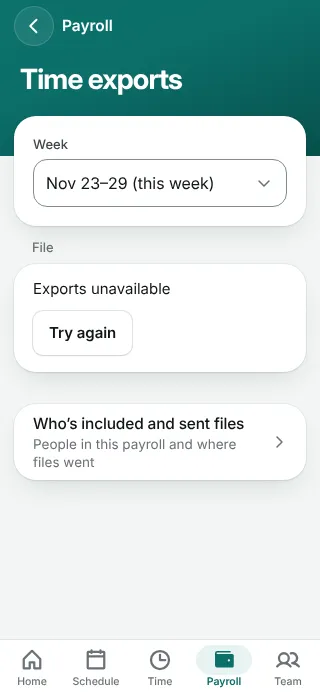 Payroll
Time exports
Week
Nov 23–29 (this week)
File
Exports unavailable
Try again
Who’s included and sent files
People in this payroll and where
files went
Home
Schedule
Time
Payroll
Team